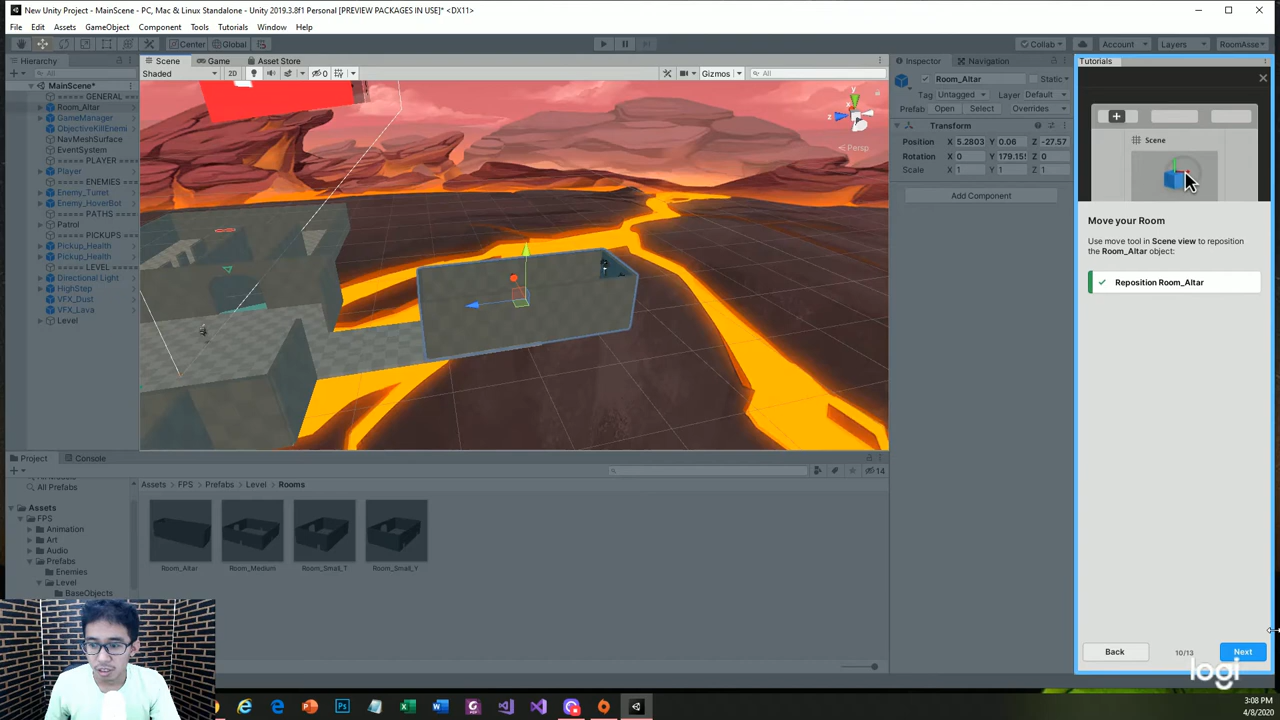 New Unity Project - MainScene - PC, Mac & Linux Standalone - Unity 2019.3.8f1 Personal [PREVIEW PACKAGES IN USE]* <DX11>
File Edit Assets GameObject Component Tools Tutorials Window Help
Center Global Collab Account Layers RoomAsse
Hierarchy Scene Game Asset Store Inspector Navigation Tutorials
All Shaded 2D 0 Gizmos All
MainScene*
===== GENERAL =====
Room_Altar
GameManager
ObjectiveKillEnemi
NavMeshSurface
EventSystem
===== PLAYER =====
Player
===== ENEMIES ====
Enemy_Turret
Enemy_HoverBot
===== PATHS =====
Patrol
===== PICKUPS ====
Pickup_Health
Pickup_Health
===== LEVEL =====
Directional Light
HighStep
VFX_Dust
VFX_Lava
Level
y
x
z
Persp
Room_Altar Static
Tag Untagged Layer Default
Prefab Open Select Overrides
Transform
Position X 5.2803 Y 0.06 Z -27.57
Rotation X 0 Y 179.15 Z 0
Scale X 1 Y 1 Z 1
Add Component
Scene
Move your Room
Use move tool in Scene view to reposition
the Room_Altar object:
Reposition Room_Altar
Back 10/13 Next
Project Console
14
All Prefabs
Assets
FPS
Animation
Art
Audio
Prefabs
Enemies
Level
BaseObjects
Assets > FPS > Prefabs > Level > Rooms
Room_Altar Room_Medium Room_Small_T Room_Small_Y
logi
3:08 PM
4/8/2020